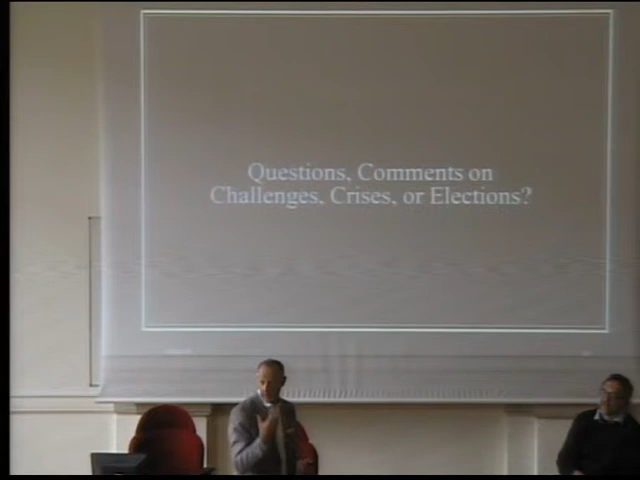 Questions, Comments on
Challenges, Crises, or Elections?